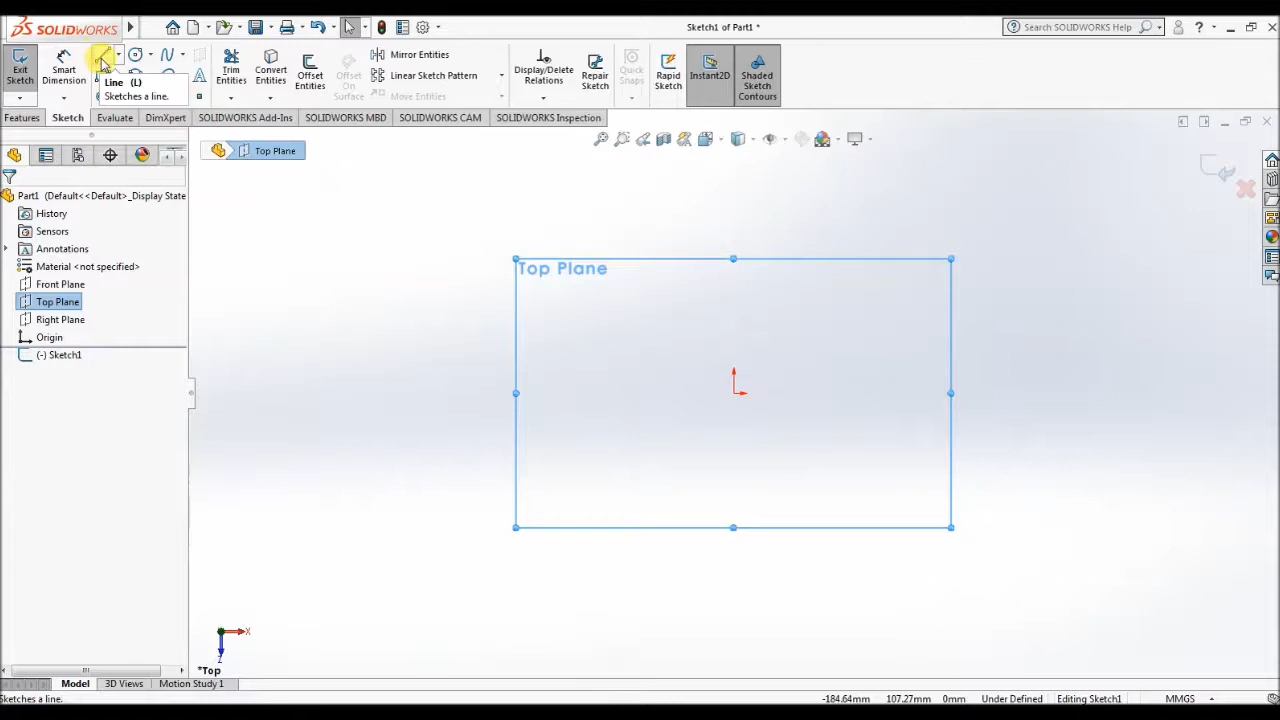 SOLIDWORKS
Sketch1 of Part1 *
Search SOLIDWORKS Help
Exit Sketch
Smart Dimension
Line (L)
Sketches a line.
Trim Entities
Convert Entities
Offset Entities
Offset On Surface
Mirror Entities
Linear Sketch Pattern
Move Entities
Display/Delete Relations
Repair Sketch
Quick Snaps
Rapid Sketch
Instant2D
Shaded Sketch Contours
Features
Sketch
Evaluate
DimXpert
SOLIDWORKS Add-Ins
SOLIDWORKS MBD
SOLIDWORKS CAM
SOLIDWORKS Inspection
Top Plane
Part1 (Default<<Default>_Display State
History
Sensors
Annotations
Material <not specified>
Front Plane
Top Plane
Right Plane
Origin
(-) Sketch1
Top Plane
X
Z
*Top
Model
3D Views
Motion Study 1
Sketches a line.
-184.64mm
107.27mm
0mm
Under Defined
Editing Sketch1
MMGS